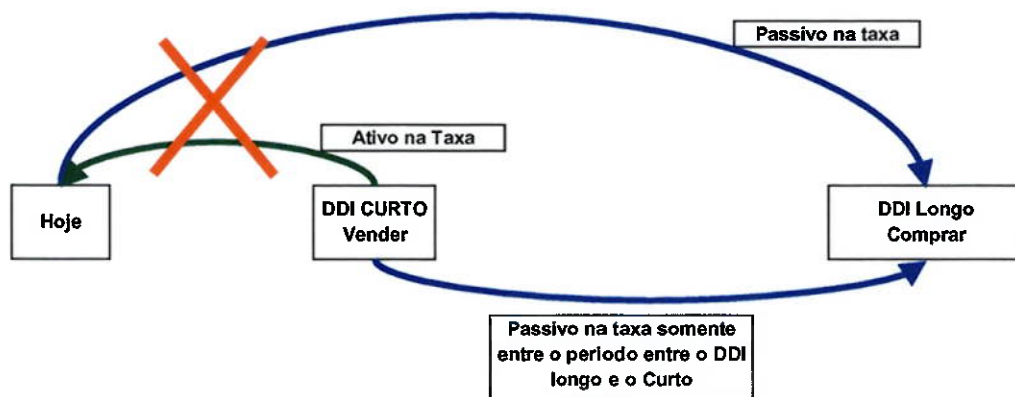 Passivo na taxa
Ativo na Taxa
Hoje
DDI CURTO
Vender
DDI Longo
Comprar
Passivo na taxa somente
entre o periodo entre o DDI
longo e o Curto